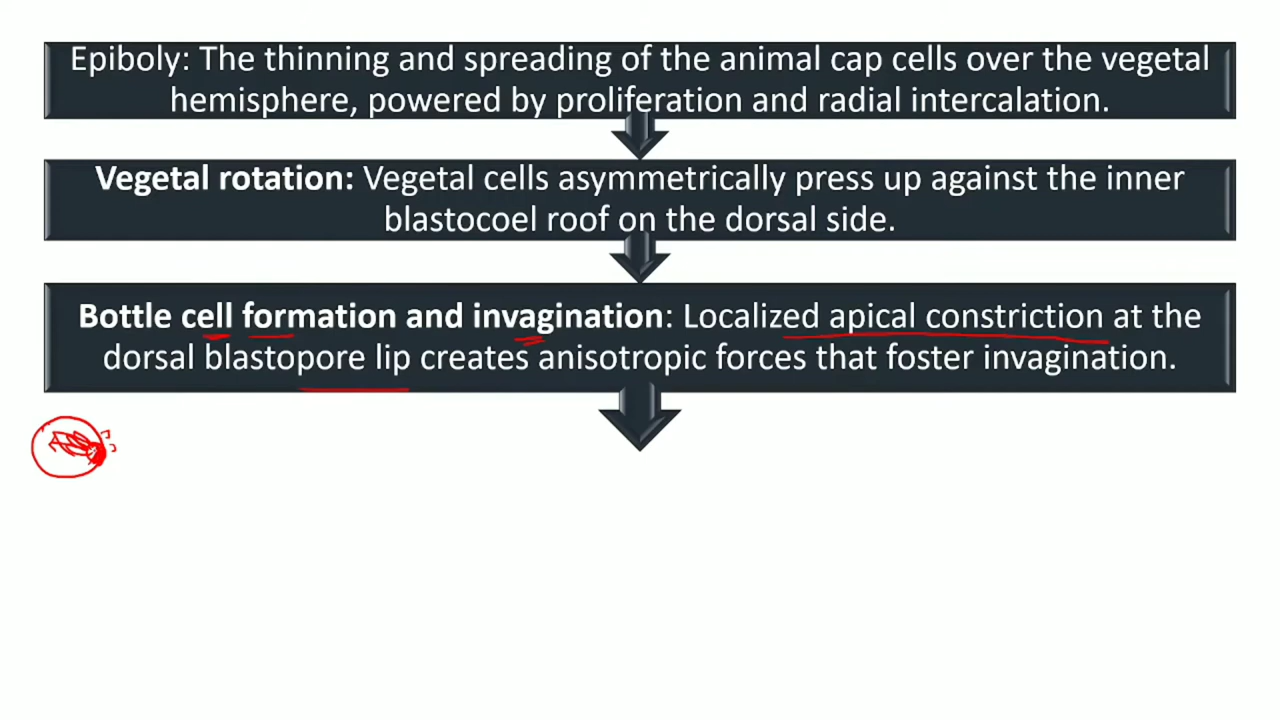 Epiboly: The thinning and spreading of the animal cap cells over the vegetal
hemisphere, powered by proliferation and radial intercalation.
Vegetal rotation: Vegetal cells asymmetrically press up against the inner
blastocoel roof on the dorsal side.
Bottle cell formation and invagination: Localized apical constriction at the
dorsal blastopore lip creates anisotropic forces that foster invagination.